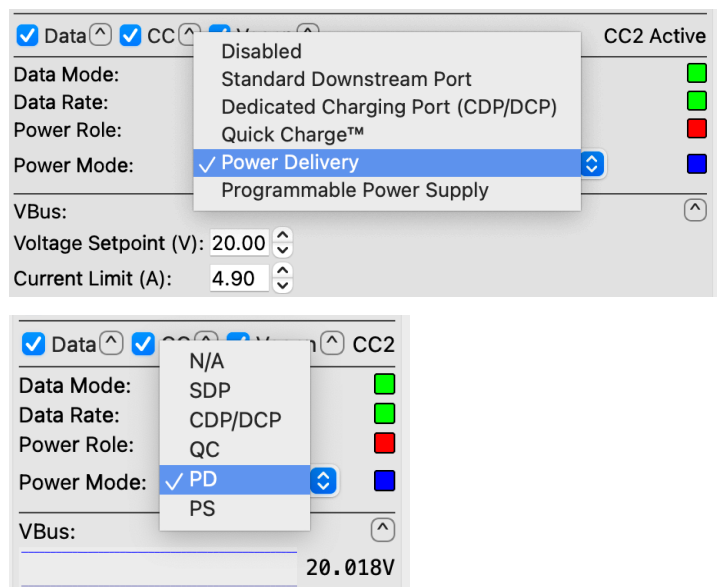 Data CC CC2 Active
Disabled
Standard Downstream Port
Data Mode:
Dedicated Charging Port (CDP/DCP)
Data Rate:
Quick Charge™
Power Role:
Power Delivery
Power Mode:
Programmable Power Supply
VBus:
Voltage Setpoint (V): 20.00
Current Limit (A): 4.90
Data CC2
N/A
Data Mode:
SDP
Data Rate:
CDP/DCP
Power Role:
QC
Power Mode:
PD
PS
VBus:
20.018V